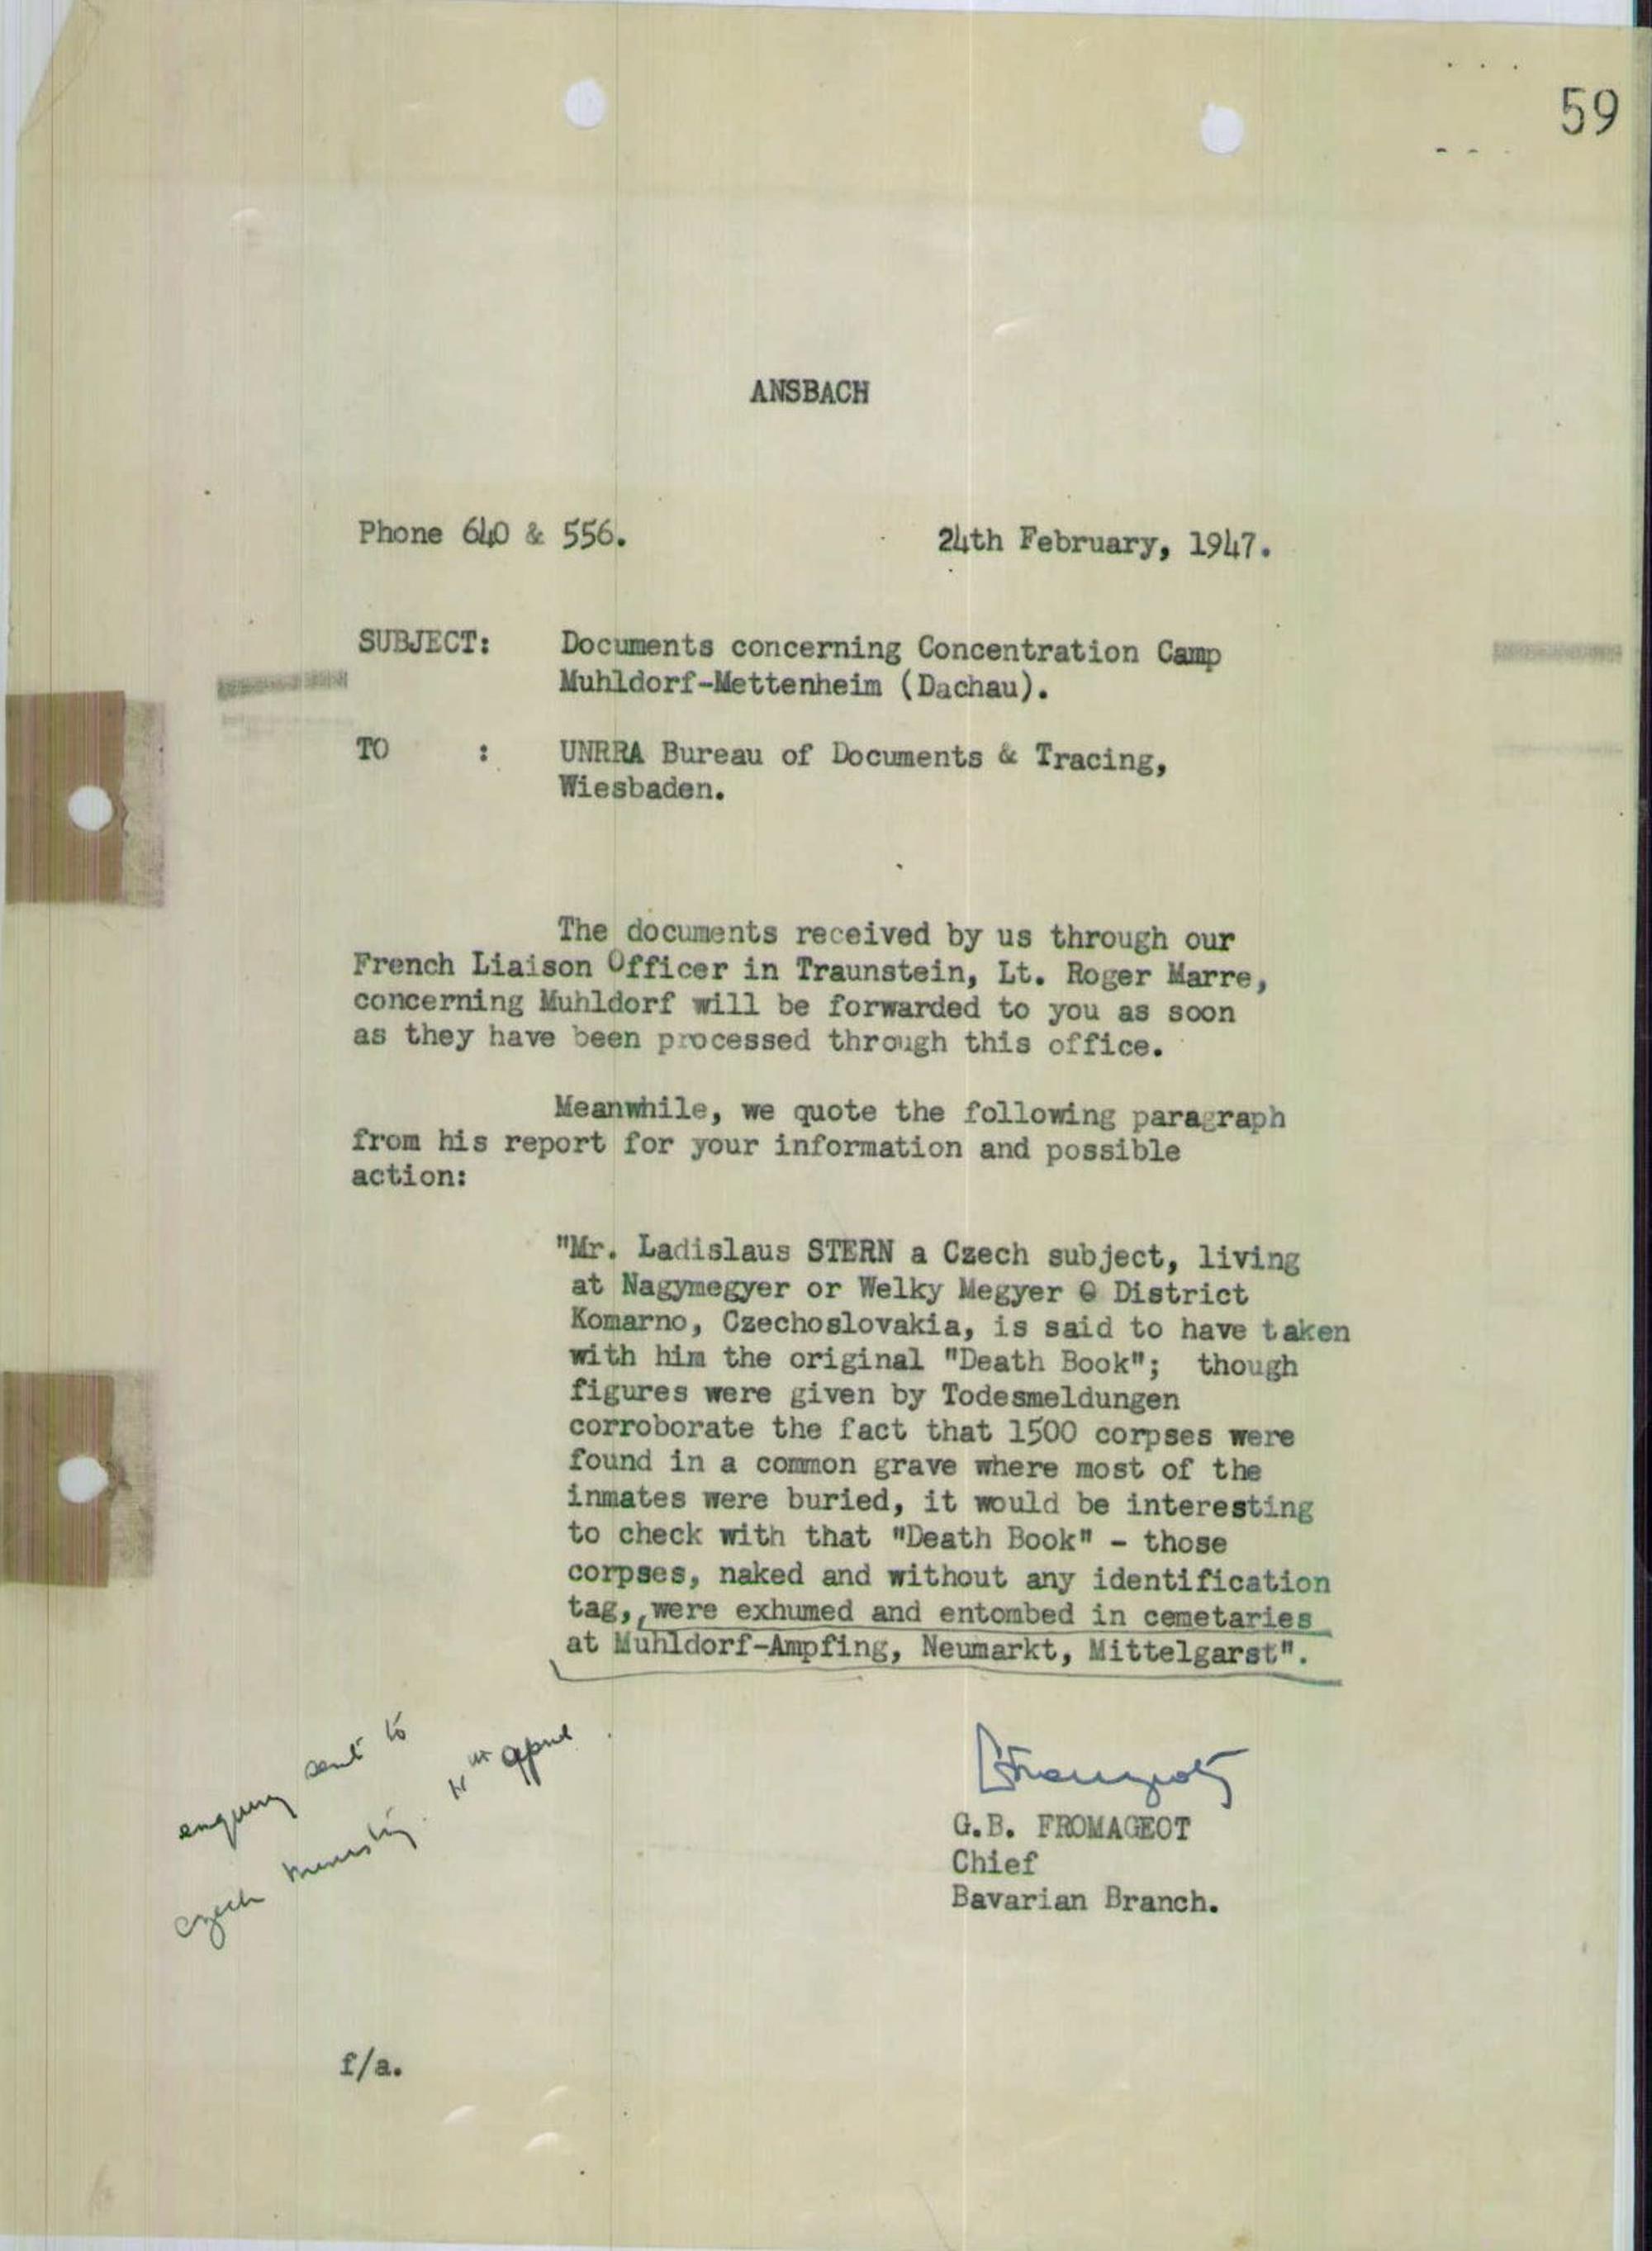 59
ANSBACH
Phone 640 & 556.
24th February, 1947.
SUBJECT: Documents concerning Concentration Camp
Muhldorf-Mettenheim (Dachau).
TO : UNRRA Bureau of Documents & Tracing,
Wiesbaden.
The documents received by us through our
French Liaison Officer in Traunstein, Lt. Roger Marre,
concerning Muhldorf will be forwarded to you as soon
as they have been processed through this office.
Meanwhile, we quote the following paragraph
from his report for your information and possible
action:
"Mr. Ladislaus STERN a Czech subject, living
at Nagymegyer or Welky Megyer District
Komarno, Czechoslovakia, is said to have taken
with him the original "Death Book"; though
figures were given by Todesmeldungen
corroborate the fact that 1500 corpses were
found in a common grave where most of the
inmates were buried, it would be interesting
to check with that "Death Book" - those
corpses, naked and without any identification
tag,,were exhumed and entombed in cemetaries
at Muhldorf-Ampfing, Neumarkt, Mittelgarst".
enquiry sent to
Czech Ministry. april
G.B. FROMAGEOT
Chief
Bavarian Branch.
f/a.